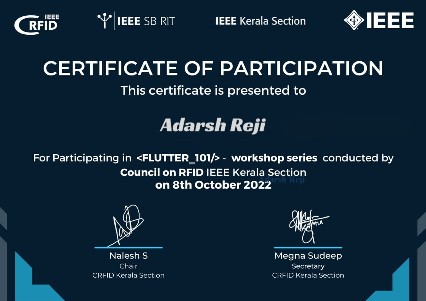 IEEE
CRFID
IEEE SB RIT
IEEE Kerala Section
IEEE
CERTIFICATE OF PARTICIPATION
This certificate is presented to
Adarsh Reji
For Participating in <FLUTTER_101/> - workshop series conducted by
Council on RFID IEEE Kerala Section
on 8th October 2022
Nalesh S
Chair
CRFID Kerala Section
Megna Sudeep
Secretary
CRFID Kerala Section